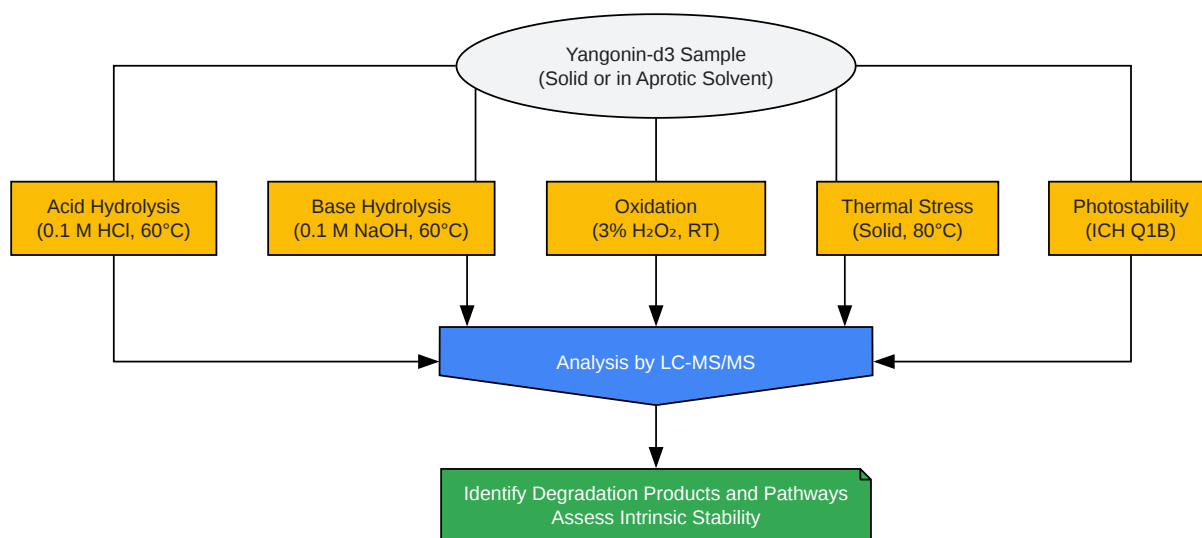 Yangonin-d3 Sample
(Solid or in Aprotic Solvent)
Acid Hydrolysis
(0.1 M HCl, 60°C)
Base Hydrolysis
(0.1 M NaOH, 60°C)
Oxidation
(3% H₂O₂, RT)
Thermal Stress
(Solid, 80°C)
Photostability
(ICH Q1B)
Analysis by LC-MS/MS
Identify Degradation Products and Pathways
Assess Intrinsic Stability